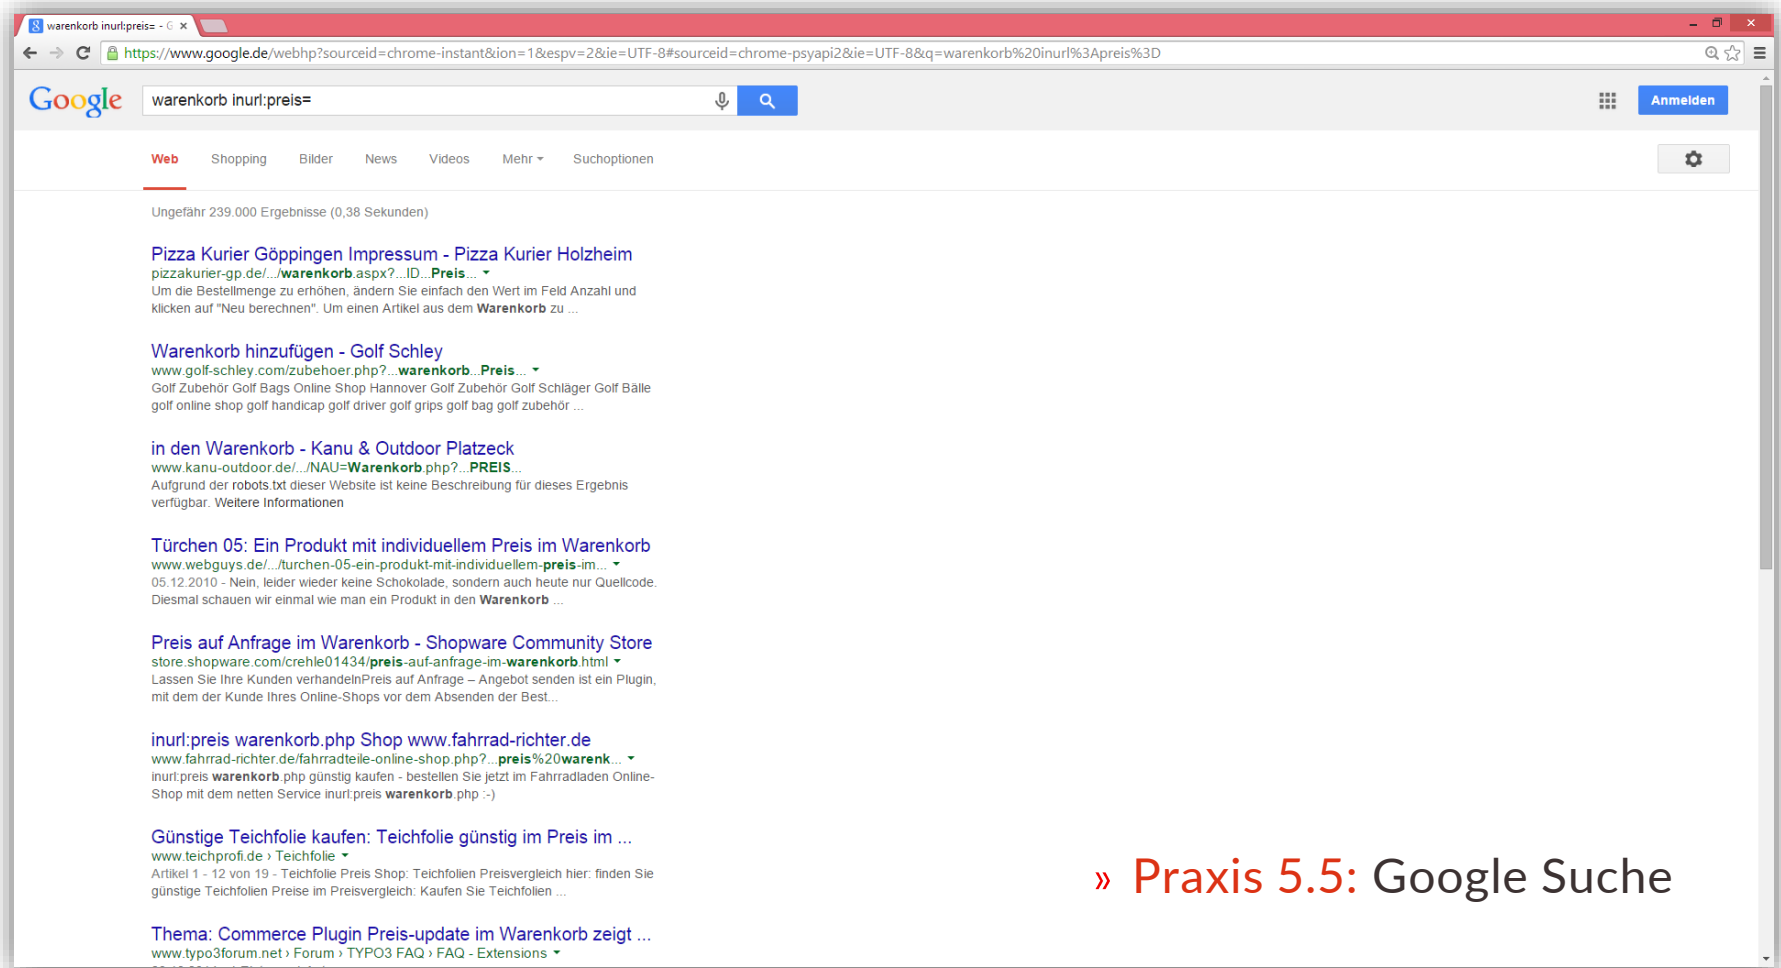 warenkorb inurl:preis= - G
https://www.google.de/webhp?sourceid=chrome-instant&ion=1&espv=2&ie=UTF-8#sourceid=chrome-psyapi2&ie=UTF-8&q=warenkorb%20inurl%3Apreis%3D
Google warenkorb inurl:preis= Anmelden
Web Shopping Bilder News Videos Mehr Suchoptionen
Ungefähr 239.000 Ergebnisse (0,38 Sekunden)
Pizza Kurier Göppingen Impressum - Pizza Kurier Holzheim
pizzakurier-gp.de/.../warenkorb.aspx?...ID...Preis...
Um die Bestellmenge zu erhöhen, ändern Sie einfach den Wert im Feld Anzahl und
klicken auf "Neu berechnen". Um einen Artikel aus dem Warenkorb zu ...
Warenkorb hinzufügen - Golf Schley
www.golf-schley.com/zubehoer.php?...warenkorb...Preis...
Golf Zubehör Golf Bags Online Shop Hannover Golf Zubehör Golf Schläger Golf Bälle
golf online shop golf handicap golf driver golf grips golf bag golf zubehör ...
in den Warenkorb - Kanu & Outdoor Platzeck
www.kanu-outdoor.de/.../NAU=Warenkorb.php?...PREIS...
Aufgrund der robots.txt dieser Website ist keine Beschreibung für dieses Ergebnis
verfügbar. Weitere Informationen
Türchen 05: Ein Produkt mit individuellem Preis im Warenkorb
www.webguys.de/.../turchen-05-ein-produkt-mit-individuellem-preis-im...
05.12.2010 - Nein, leider wieder keine Schokolade, sondern auch heute nur Quellcode.
Diesmal schauen wir einmal wie man ein Produkt in den Warenkorb ...
Preis auf Anfrage im Warenkorb - Shopware Community Store
store.shopware.com/crehle01434/preis-auf-anfrage-im-warenkorb.html
Lassen Sie Ihre Kunden verhandelnPreis auf Anfrage – Angebot senden ist ein Plugin,
mit dem der Kunde Ihres Online-Shops vor dem Absenden der Best...
inurl:preis warenkorb.php Shop www.fahrrad-richter.de
www.fahrrad-richter.de/fahrradteile-online-shop.php?...preis%20warenk...
inurl:preis warenkorb.php günstig kaufen - bestellen Sie jetzt im Fahrradladen Online-
Shop mit dem netten Service inurl:preis warenkorb.php :-)
Günstige Teichfolie kaufen: Teichfolie günstig im Preis im ...
www.teichprofi.de › Teichfolie
Artikel 1 - 12 von 19 - Teichfolie Preis Shop: Teichfolien Preisvergleich hier: finden Sie
günstige Teichfolien Preise im Preisvergleich: Kaufen Sie Teichfolien ...
» Praxis 5.5: Google Suche
Thema: Commerce Plugin Preis-update im Warenkorb zeigt ...
www.typo3forum.net › Forum › TYPO3 FAQ › FAQ - Extensions